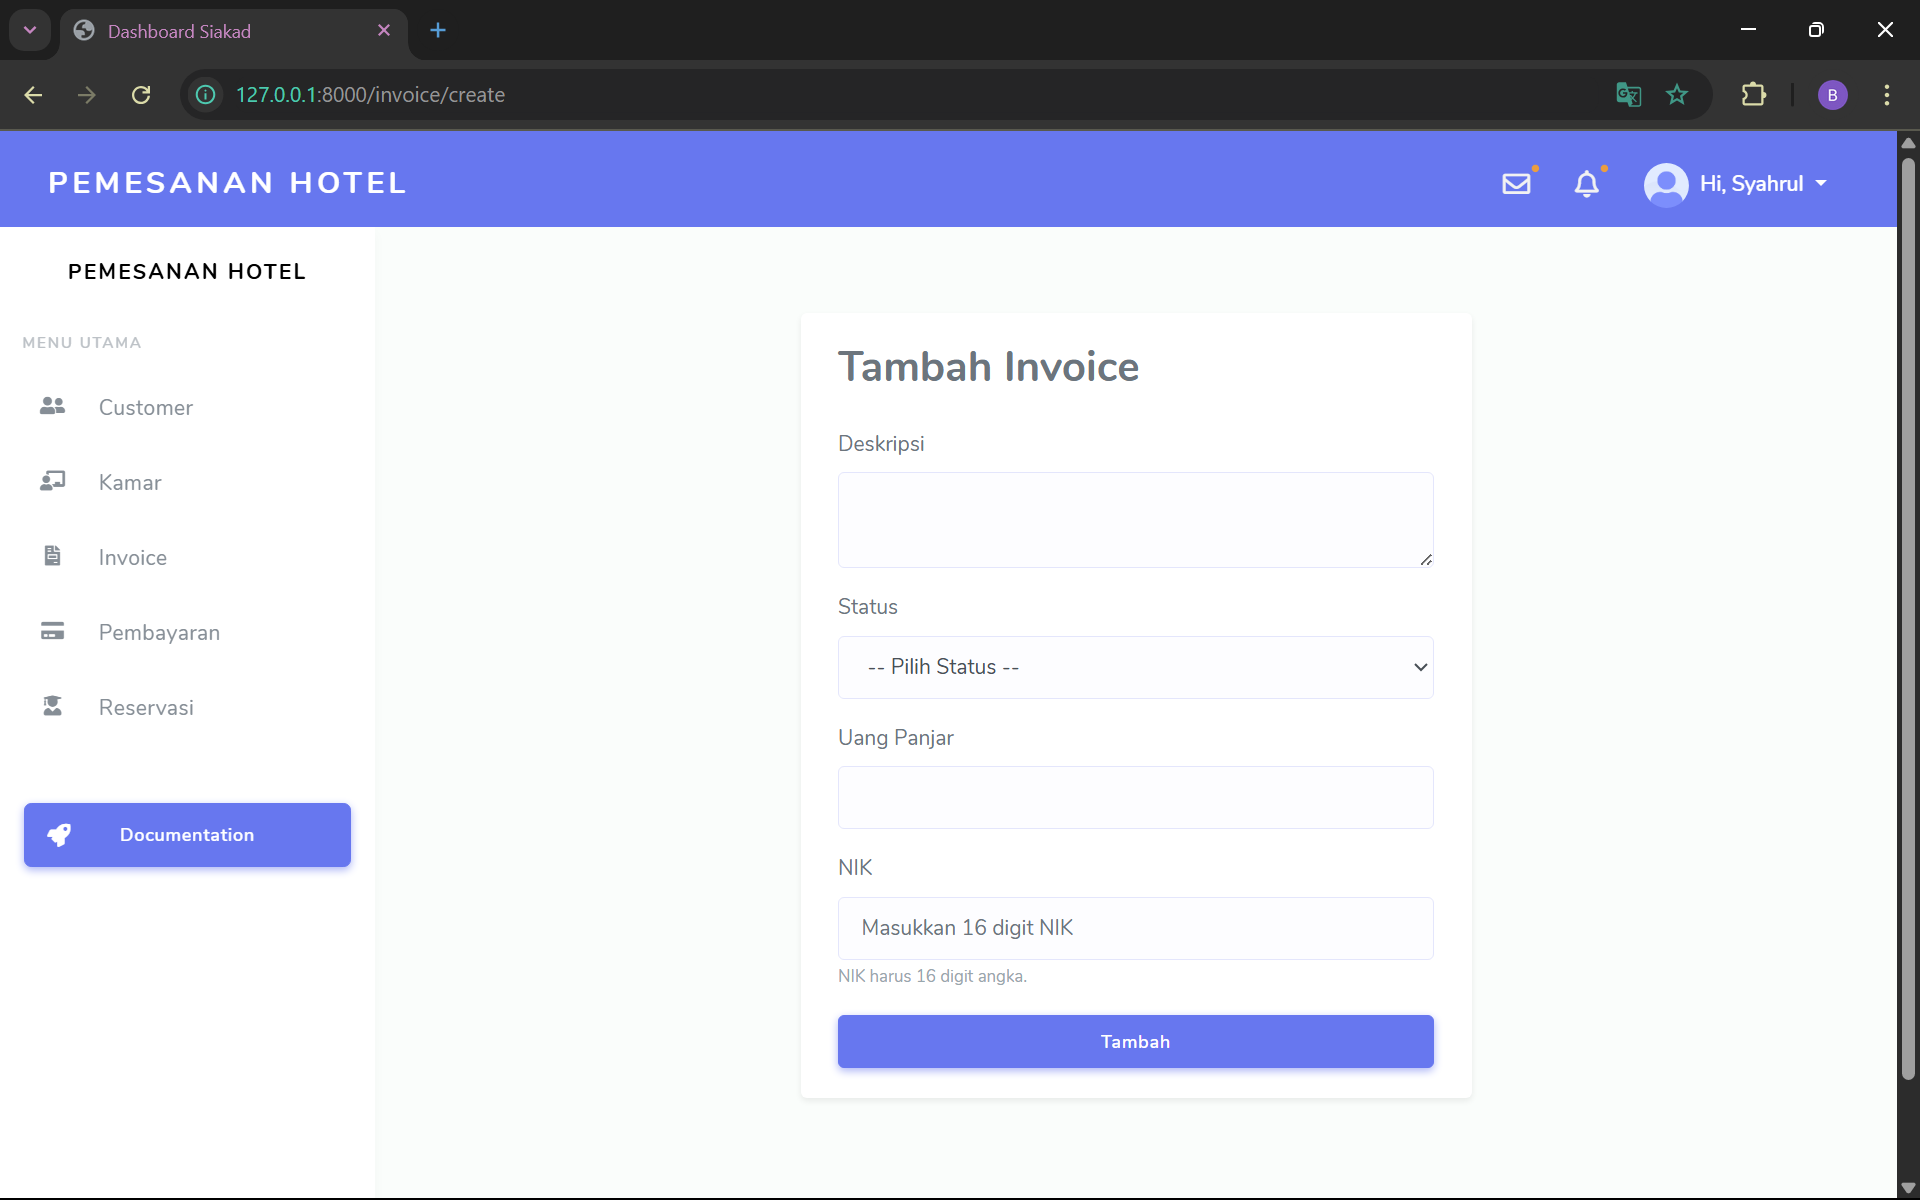 Dashboard Siakad
127.0.0.1:8000/invoice/create
B
PEMESANAN HOTEL
Hi, Syahrul
PEMESANAN HOTEL
MENU UTAMA
Customer
Kamar
Invoice
Pembayaran
Reservasi
Documentation
Tambah Invoice
Deskripsi
Status
-- Pilih Status --
Uang Panjar
NIK
Masukkan 16 digit NIK
NIK harus 16 digit angka.
Tambah